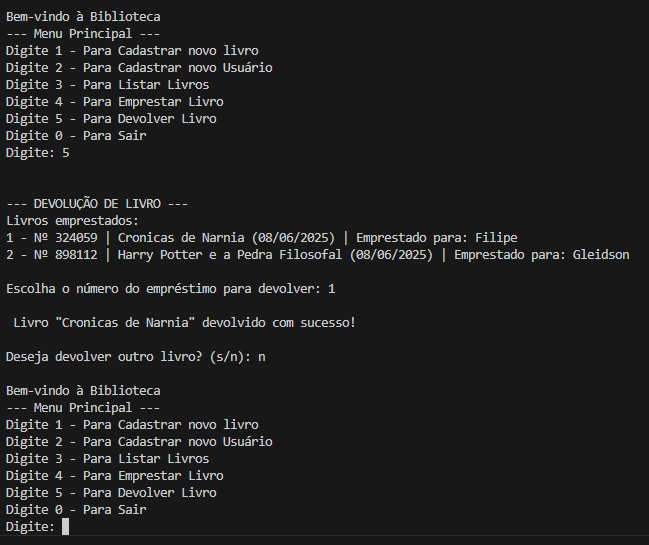 Bem-vindo à Biblioteca
--- Menu Principal ---
Digite 1 - Para Cadastrar novo livro
Digite 2 - Para Cadastrar novo Usuário
Digite 3 - Para Listar Livros
Digite 4 - Para Emprestar Livro
Digite 5 - Para Devolver Livro
Digite 0 - Para Sair
Digite: 5
--- DEVOLUÇÃO DE LIVRO ---
Livros emprestados:
1 - Nº 324059 | Cronicas de Narnia (08/06/2025) | Emprestado para: Filipe
2 - Nº 898112 | Harry Potter e a Pedra Filosofal (08/06/2025) | Emprestado para: Gleidson
Escolha o número do empréstimo para devolver: 1
Livro "Cronicas de Narnia" devolvido com sucesso!
Deseja devolver outro livro? (s/n): n
Bem-vindo à Biblioteca
--- Menu Principal ---
Digite 1 - Para Cadastrar novo livro
Digite 2 - Para Cadastrar novo Usuário
Digite 3 - Para Listar Livros
Digite 4 - Para Emprestar Livro
Digite 5 - Para Devolver Livro
Digite 0 - Para Sair
Digite: